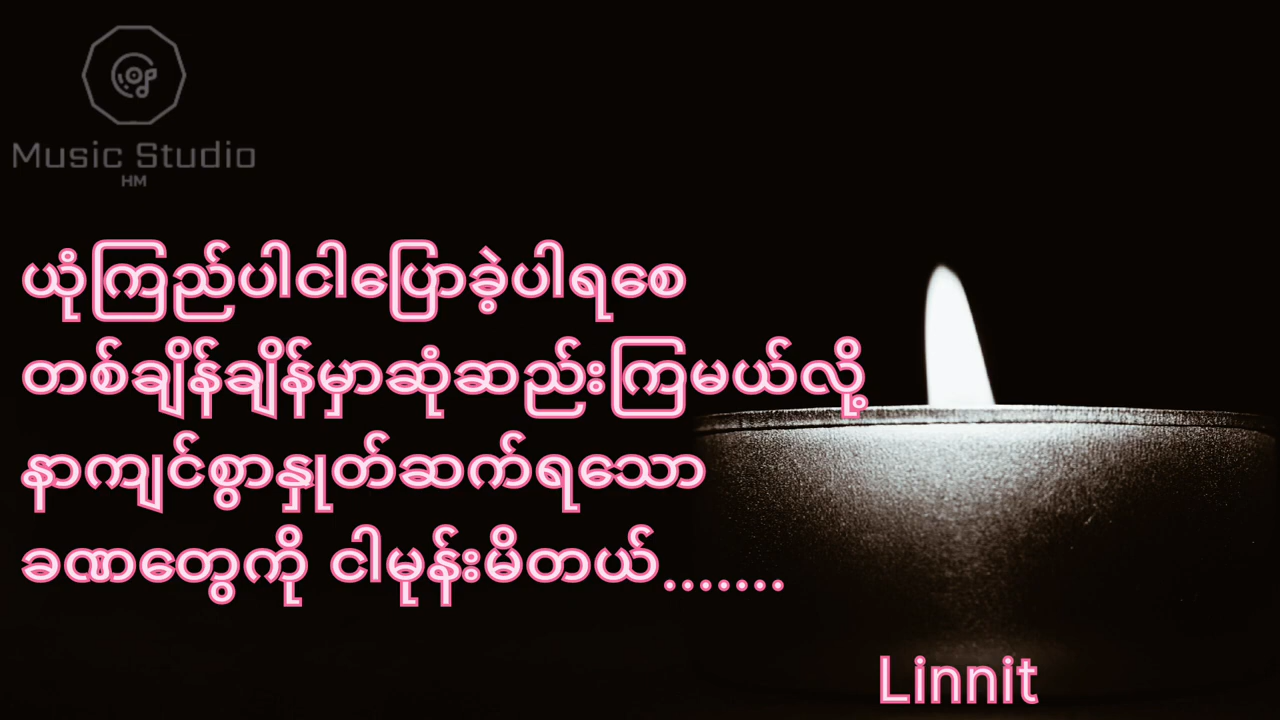 Music Studio
HM
ယုံကြည်ပါငါပြောခဲ့ပါရစေ
တစ်ချိန်ချိန်မှာဆုံဆည်းကြမယ်လို့
နာကျင်စွာနှုတ်ဆက်ရသော
ခဏတွေကို ငါမုန်းမိတယ်.......
Linnit